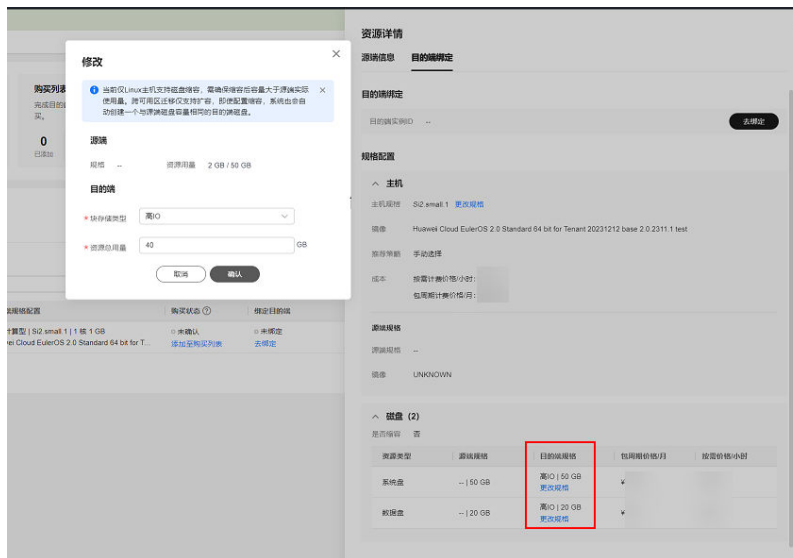 购买列表
完成目的
买。
0
已添加
修改
当前仅Linux主机支持磁盘缩容，需确保缩容后容量大于源端实际
使用量。跨可用区迁移仅支持扩容，即使配置缩容，系统也会自
动创建一个与源端磁盘容量相同的目的端磁盘。
源端
规格 -- 资源用量 2 GB / 50 GB
目的端
* 块存储类型 高IO
* 资源总用量 40 GB
取消 确认
规格配置 购买状态 ? 绑定目的端
计算型 | Si2.small.1 | 1 核 1 GB 未确认 未绑定
wei Cloud EulerOS 2.0 Standard 64 bit for T... 添加至购买列表 去绑定
资源详情
源端信息 目的端绑定
目的端绑定
目的端实例ID -- 去绑定
规格配置
主机
主机规格 Si2.small.1 更改规格
镜像 Huawei Cloud EulerOS 2.0 Standard 64 bit for Tenant 20231212 base 2.0.2311.1 test
推荐策略 手动选择
成本 按需计费价格/小时:
包周期计费价格/月:
源端规格
源端规格 --
镜像 UNKNOWN
磁盘 (2)
是否缩容 否
资源类型 源端规格 目的端规格 包周期价格/月 按需价格/小时
系统盘 -- | 50 GB 高IO | 50 GB ¥
更改规格
数据盘 -- | 20 GB 高IO | 20 GB ¥
更改规格